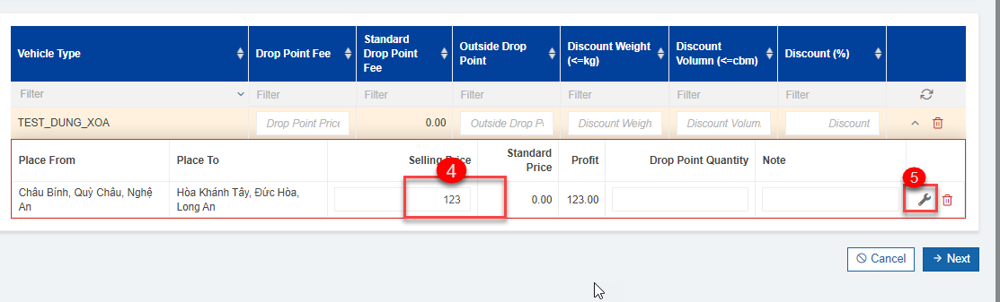 Vehicle Type Drop Point Fee Standard Drop Point Fee Outside Drop Point Discount Weight (<=kg) Discount Volumn (<=cbm) Discount (%)
Filter Filter Filter Filter Filter Filter Filter
TEST_DUNG_XOA Drop Point Price 0.00 Outside Drop P Discount Weigh Discount Volum Discount
Place From Place To Selling Price Standard Price Profit Drop Point Quantity Note
4
5
Châu Bính, Quỳ Châu, Nghệ An Hòa Khánh Tây, Đức Hòa, Long An 123 0.00 123.00
Cancel Next